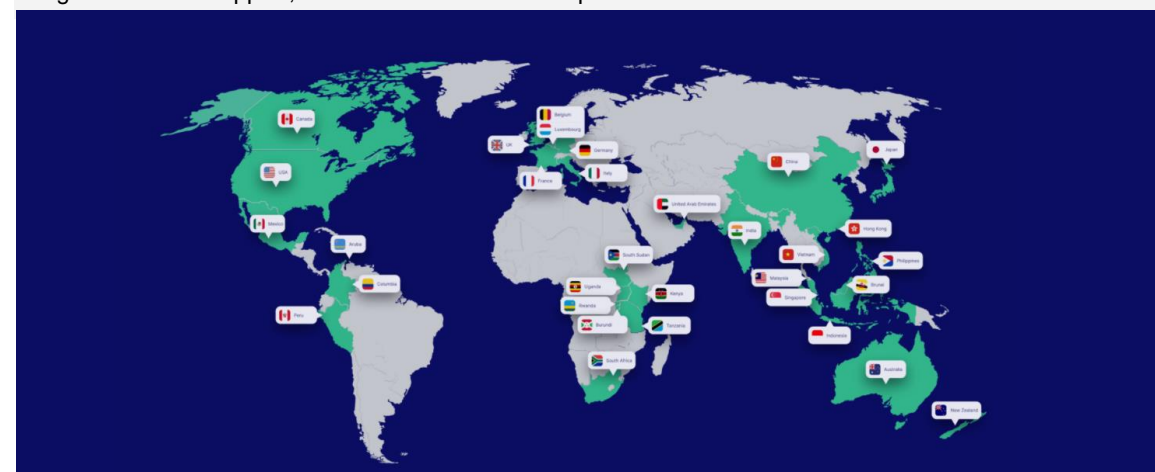 Canada
USA
Mexico
Aruba
Colombia
Peru
Belgium
Luxembourg
UK
Germany
France
Italy
United Arab Emirates
South Sudan
Uganda
Kenya
Rwanda
Burundi
Tanzania
South Africa
China
Japan
India
Hong Kong
Vietnam
Philippines
Malaysia
Brunei
Singapore
Indonesia
Australia
New Zealand